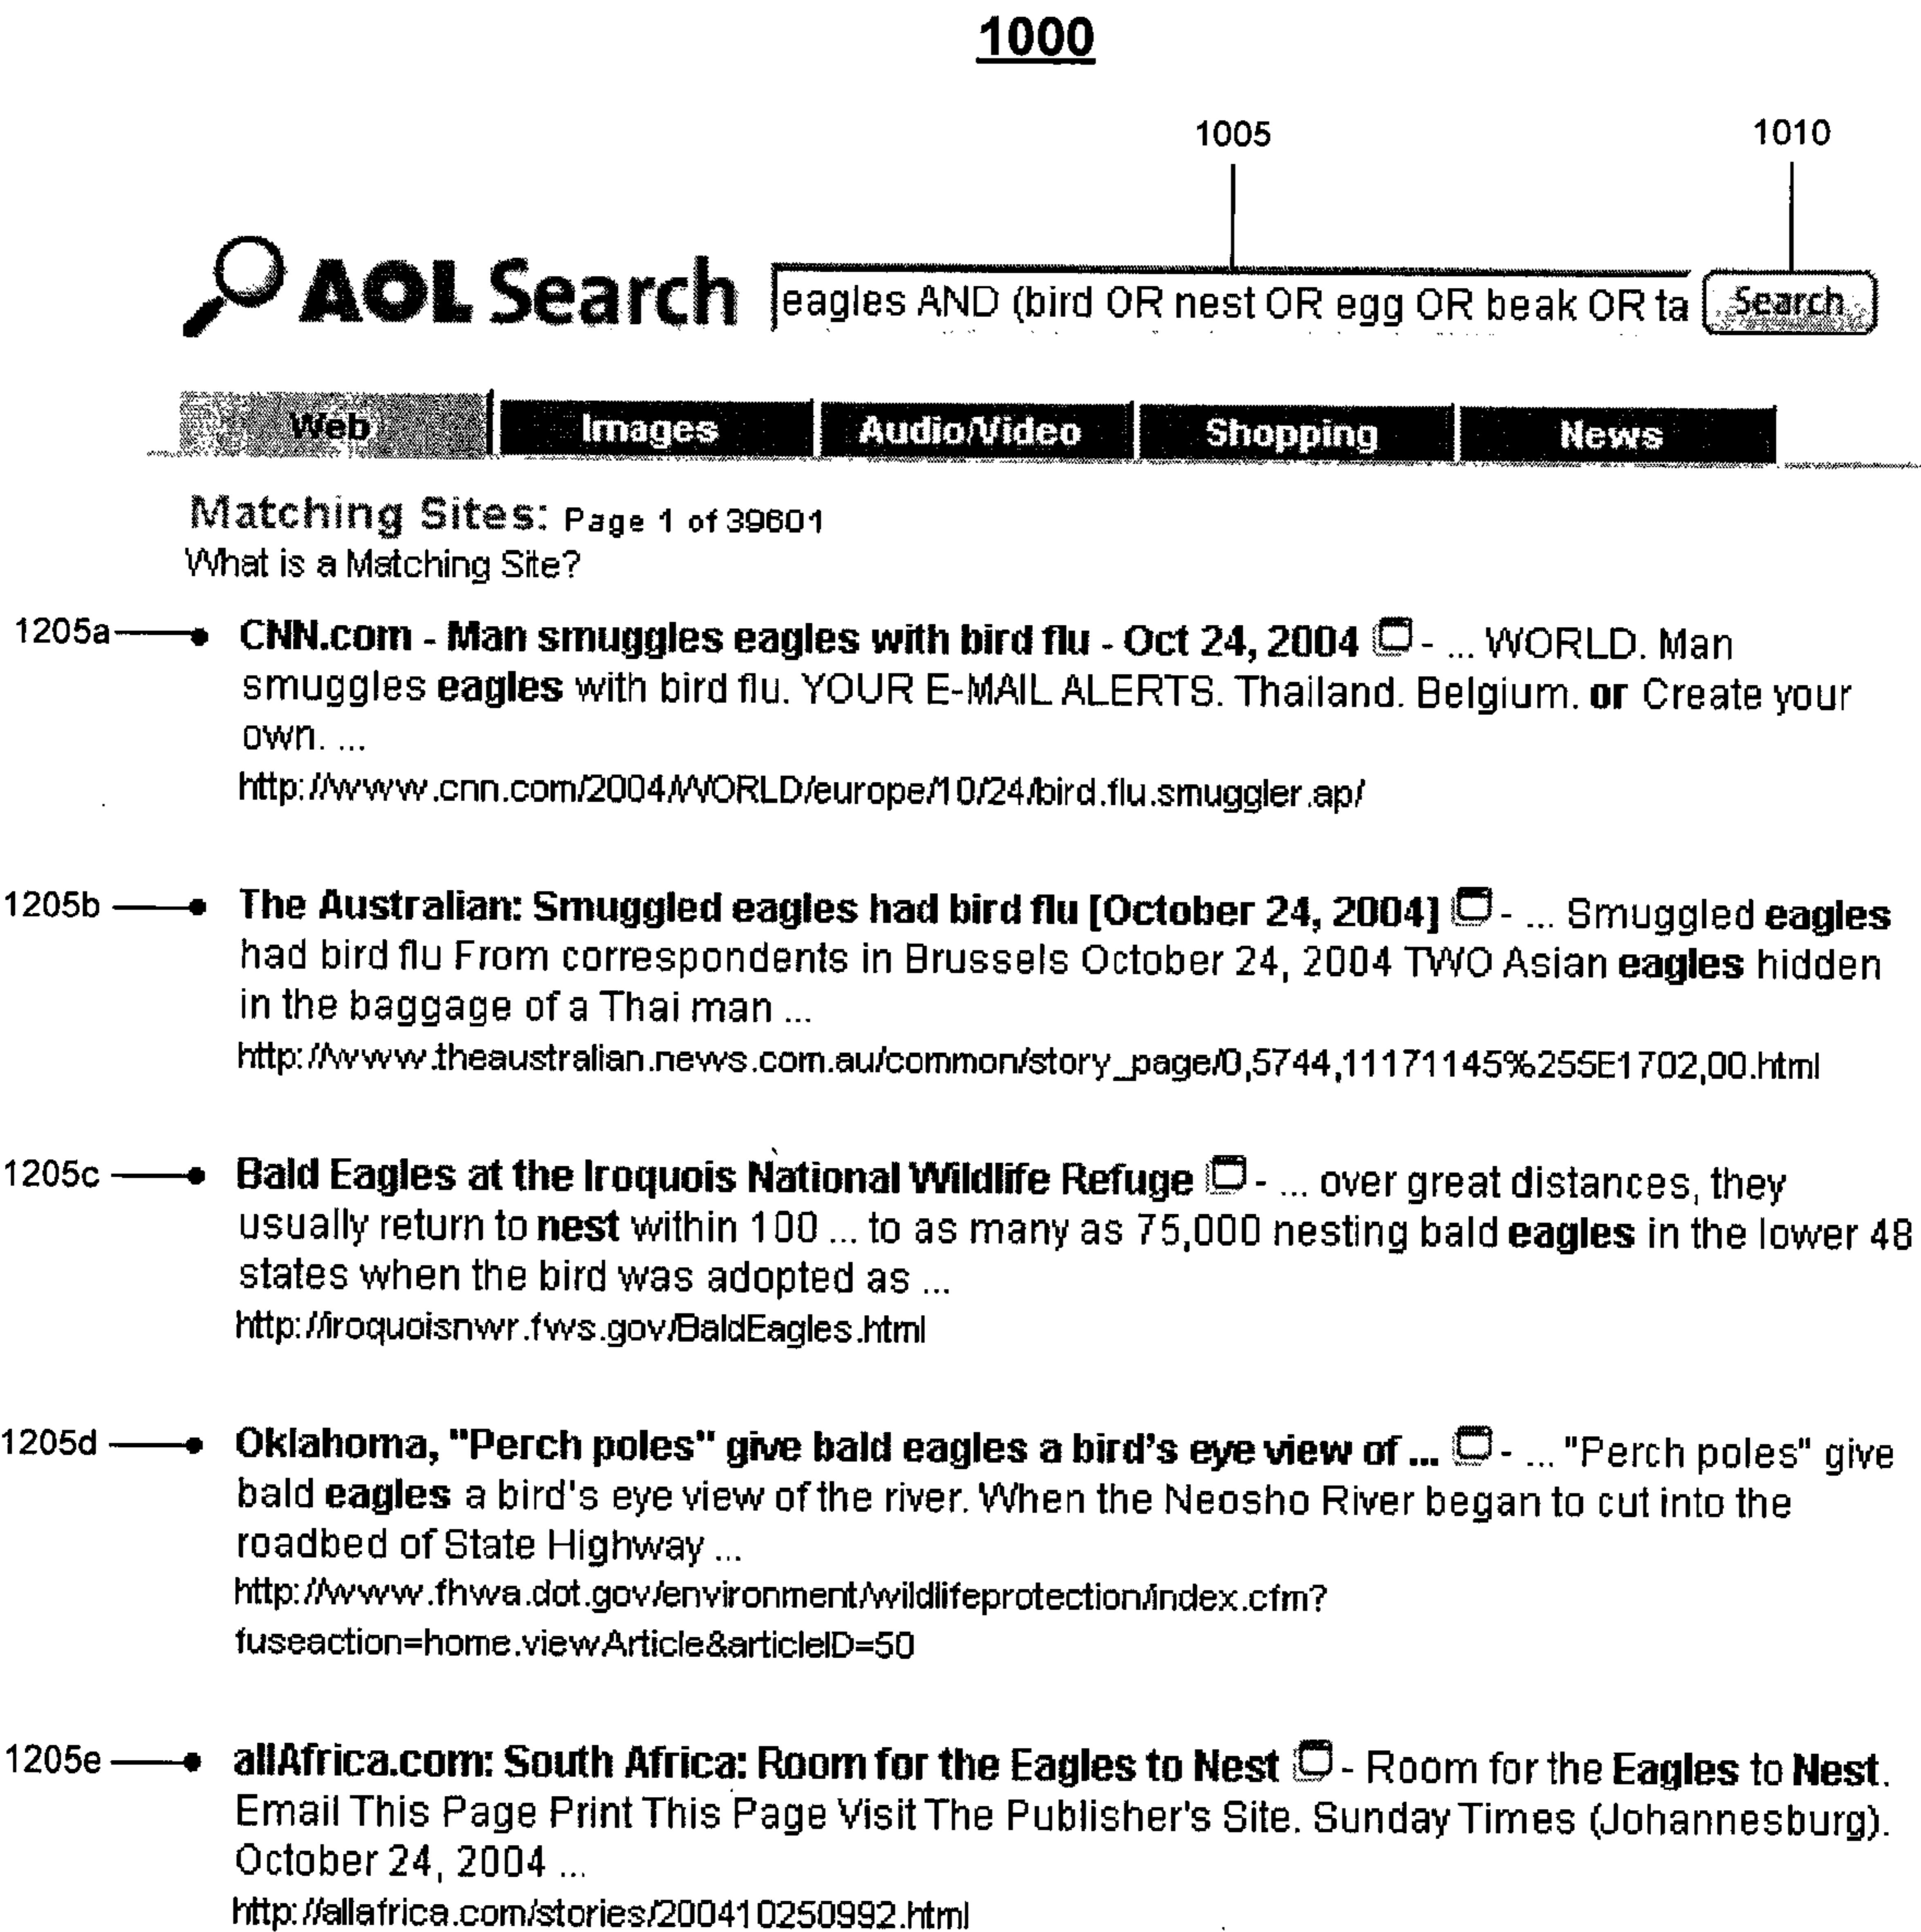 1000
1005 1010
AOL Search eagles AND (bird OR nest OR egg OR beak OR ta Search
Web Images Audio/Video Shopping News
Matching Sites: Page 1 of 39601
What is a Matching Site?
1205a CNN.com - Man smuggles eagles with bird flu - Oct 24, 2004 - ... WORLD. Man
smuggles eagles with bird flu. YOUR E-MAIL ALERTS. Thailand. Belgium. or Create your
own. ...
http://www.cnn.com/2004/WORLD/europe/10/24/bird.flu.smuggler.ap/
1205b The Australian: Smuggled eagles had bird flu [October 24, 2004] - ... Smuggled eagles
had bird flu From correspondents in Brussels October 24, 2004 TWO Asian eagles hidden
in the baggage of a Thai man ...
http://www.theaustralian.news.com.au/common/story_page/0,5744,11171145%255E1702,00.html
1205c Bald Eagles at the Iroquois National Wildlife Refuge - ... over great distances, they
usually return to nest within 100 ... to as many as 75,000 nesting bald eagles in the lower 48
states when the bird was adopted as ...
http://iroquoisnwr.fws.gov/BaldEagles.html
1205d Oklahoma, "Perch poles" give bald eagles a bird's eye view of ... - ... "Perch poles" give
bald eagles a bird's eye view of the river. When the Neosho River began to cut into the
roadbed of State Highway ...
http://www.fhwa.dot.gov/environment/wildlifeprotection/index.cfm?
fuseaction=home.viewArticle&articleID=50
1205e allAfrica.com: South Africa: Room for the Eagles to Nest - Room for the Eagles to Nest.
Email This Page Print This Page Visit The Publisher's Site. Sunday Times (Johannesburg).
October 24, 2004 ...
http://allafrica.com/stories/200410250992.html